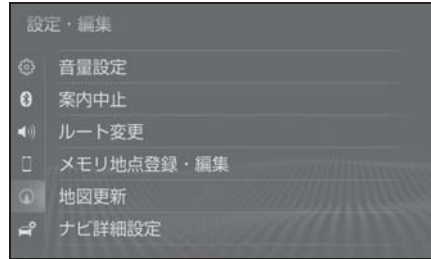 設定・編集
音量設定
案内中止
ルート変更
メモリ地点登録・編集
地図更新
ナビ詳細設定